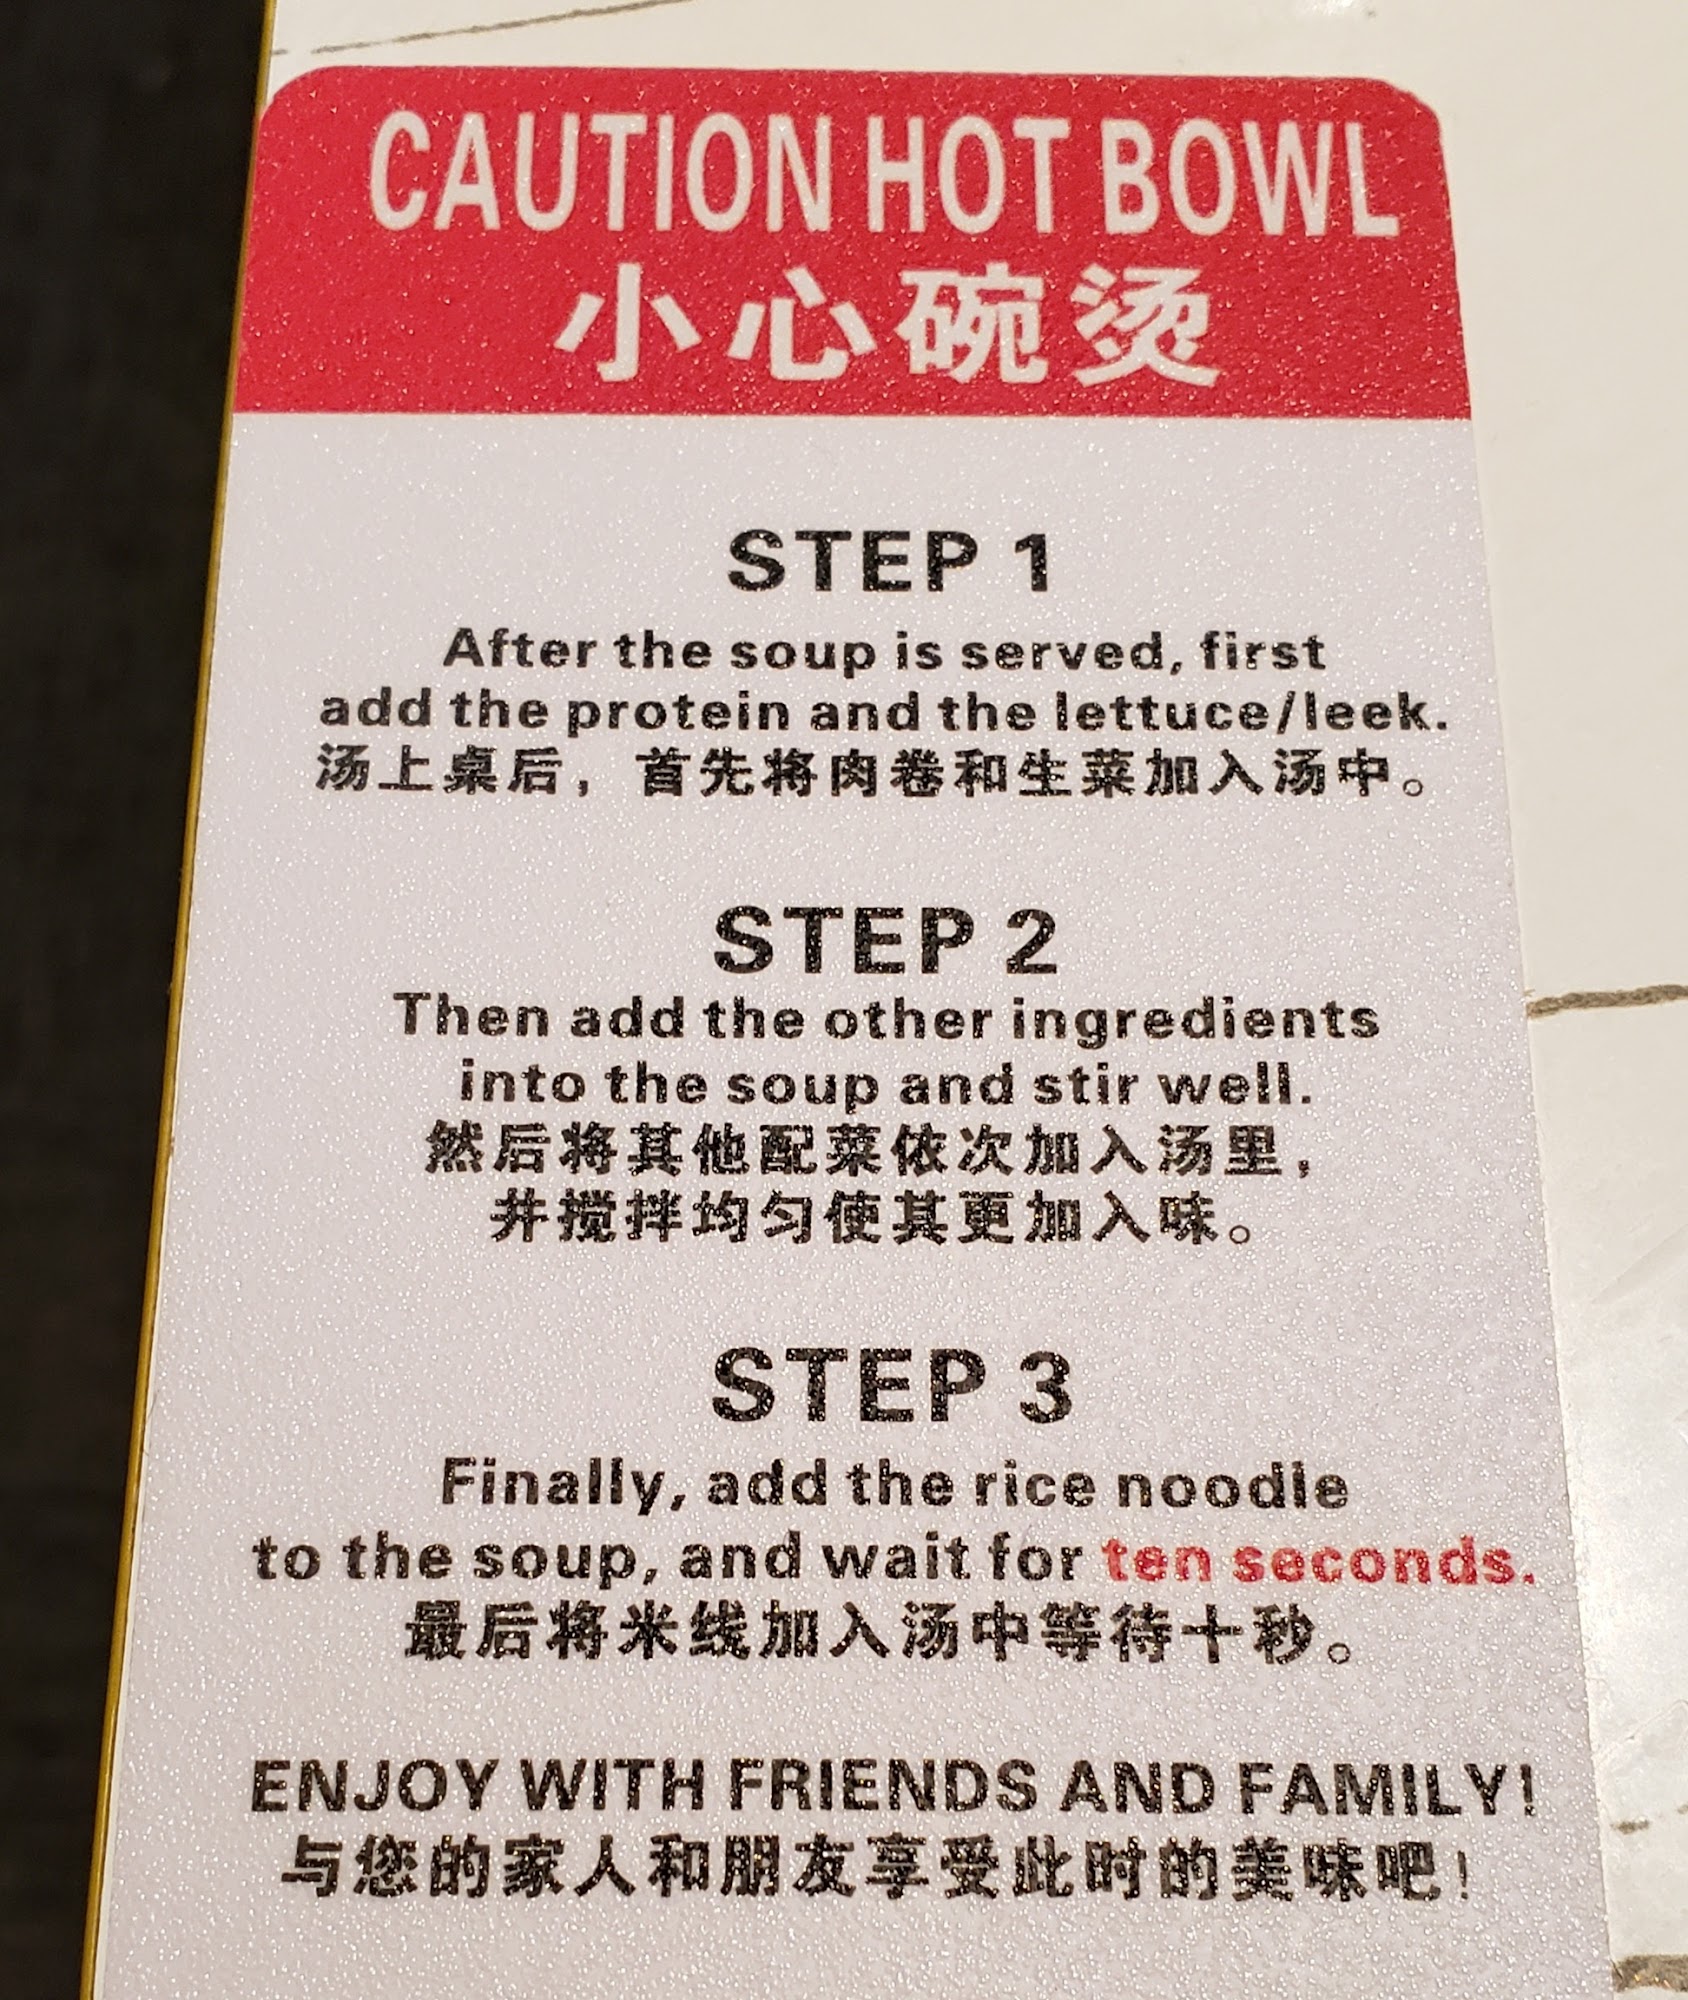 CAUTION HOT BOWL
小心碗烫
STEP 1
After the soup is served, first
add the protein and the lettuce/leek.
汤上桌后，首先将肉卷和生菜加入汤中。
STEP 2
Then add the other ingredients
into the soup and stir well.
然后将其他配菜依次加入汤里，
并搅拌均匀使其更加入味。
STEP 3
Finally, add the rice noodle
to the soup, and wait for ten seconds.
最后将米线加入汤中等待十秒。
ENJOY WITH FRIENDS AND FAMILY!
与您的家人和朋友享受此时的美味吧！